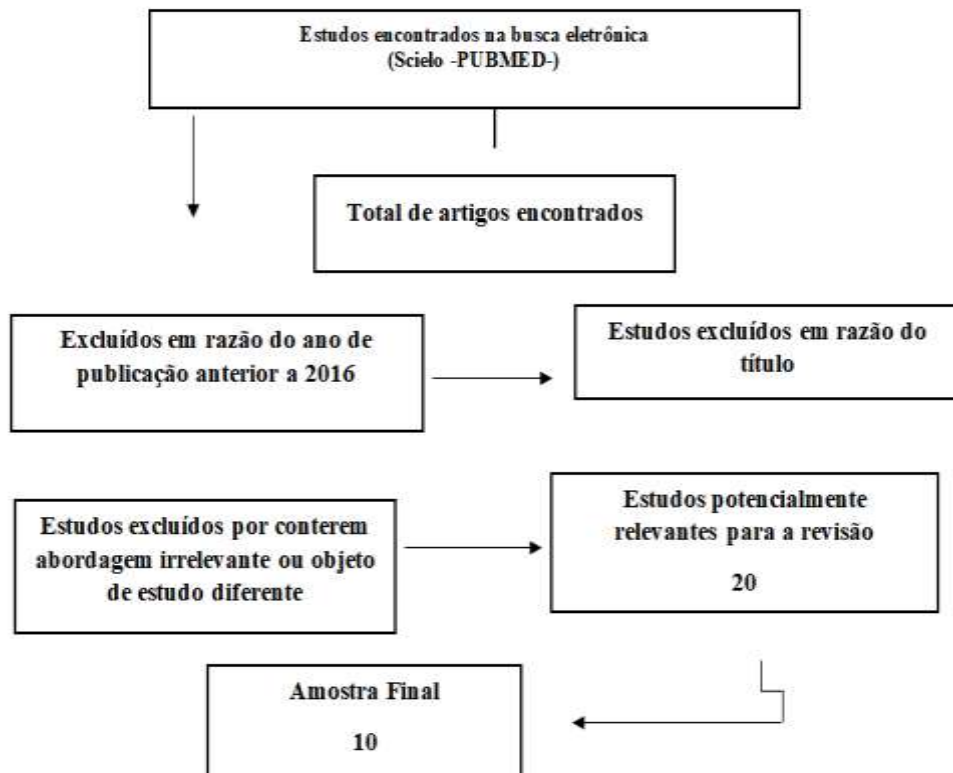 Estudos encontrados na busca eletrônica
(Scielo -PUBMED-)
Total de artigos encontrados
Excluídos em razão do ano de
publicação anterior a 2016
Estudos excluídos em razão do
título
Estudos excluídos por conterem
abordagem irrelevante ou objeto
de estudo diferente
Estudos potencialmente
relevantes para a revisão
20
Amostra Final
10